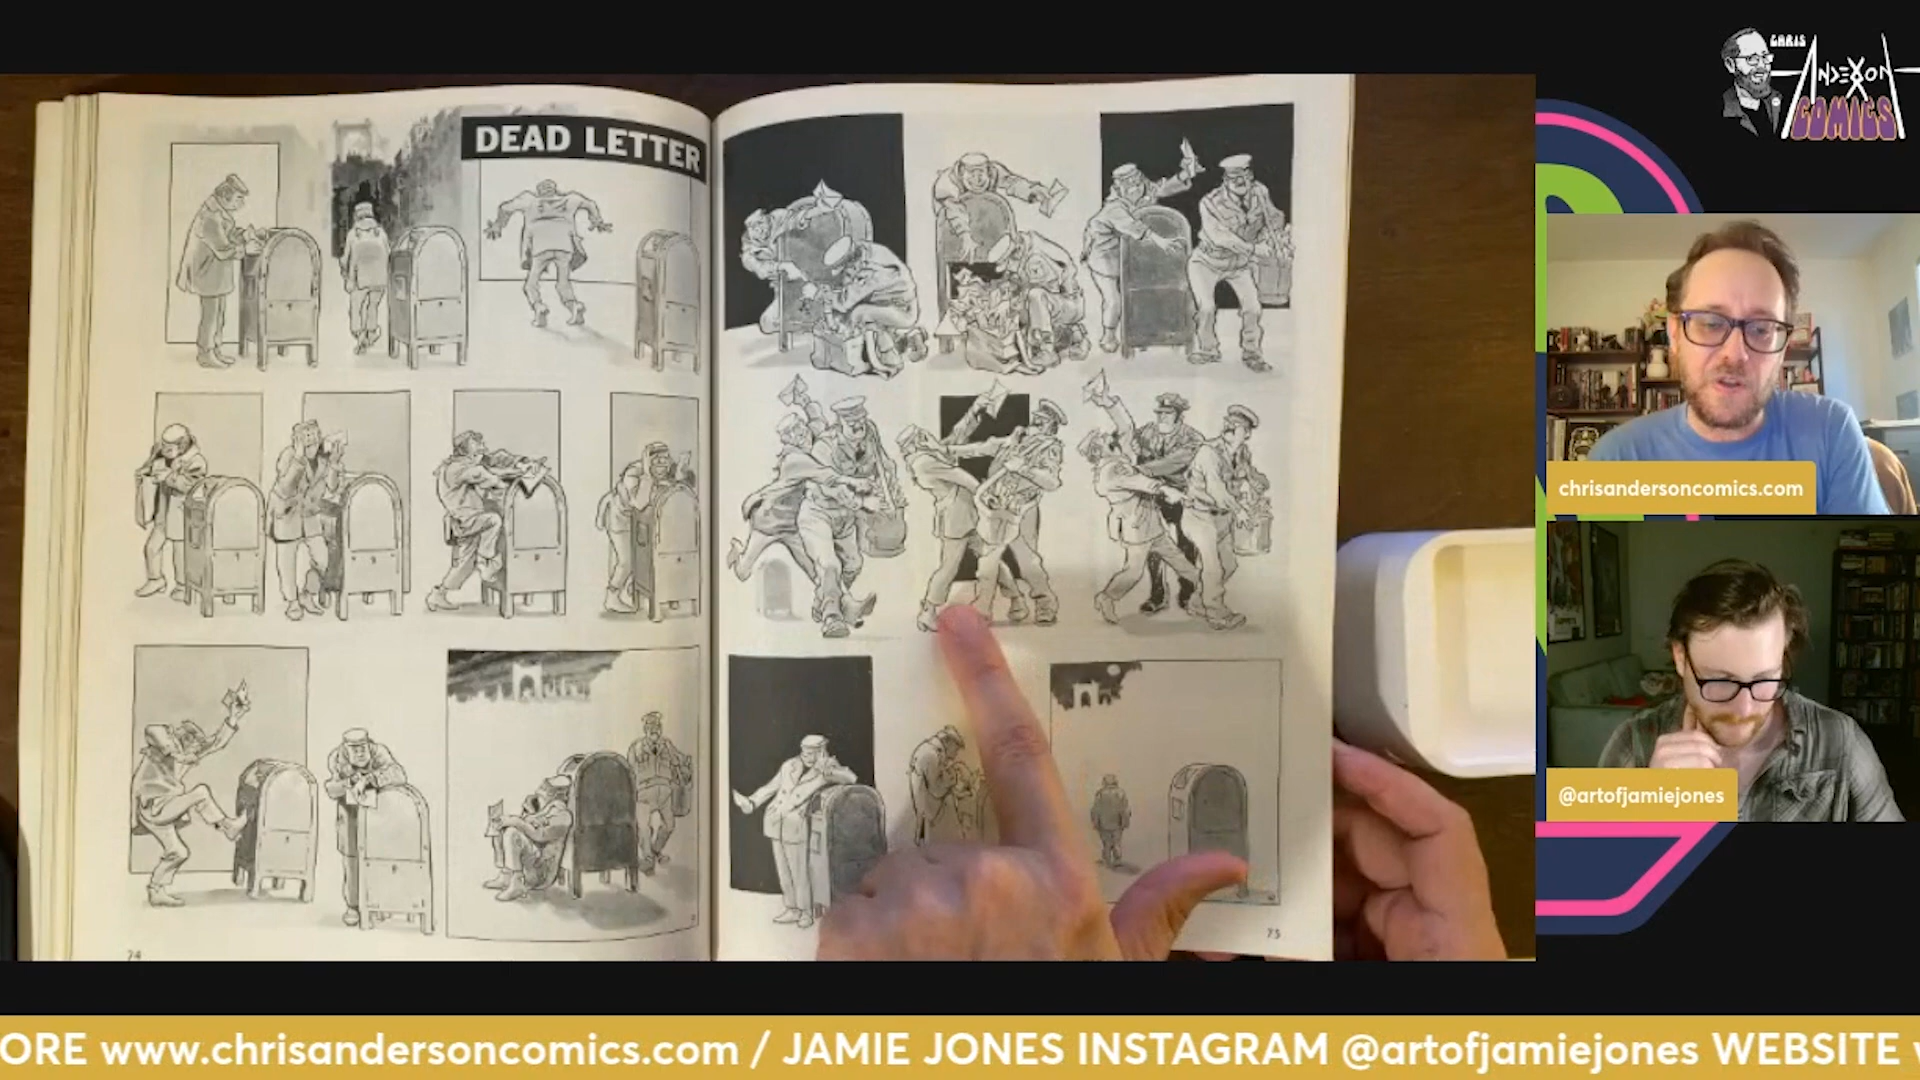 DEAD LETTER
74
75
CHRIS
ANDERSON
COMICS
chrisandersoncomics.com
@artofjamiejones
ORE www.chrisandersoncomics.com / JAMIE JONES INSTAGRAM @artofjamiejones WEBSITE